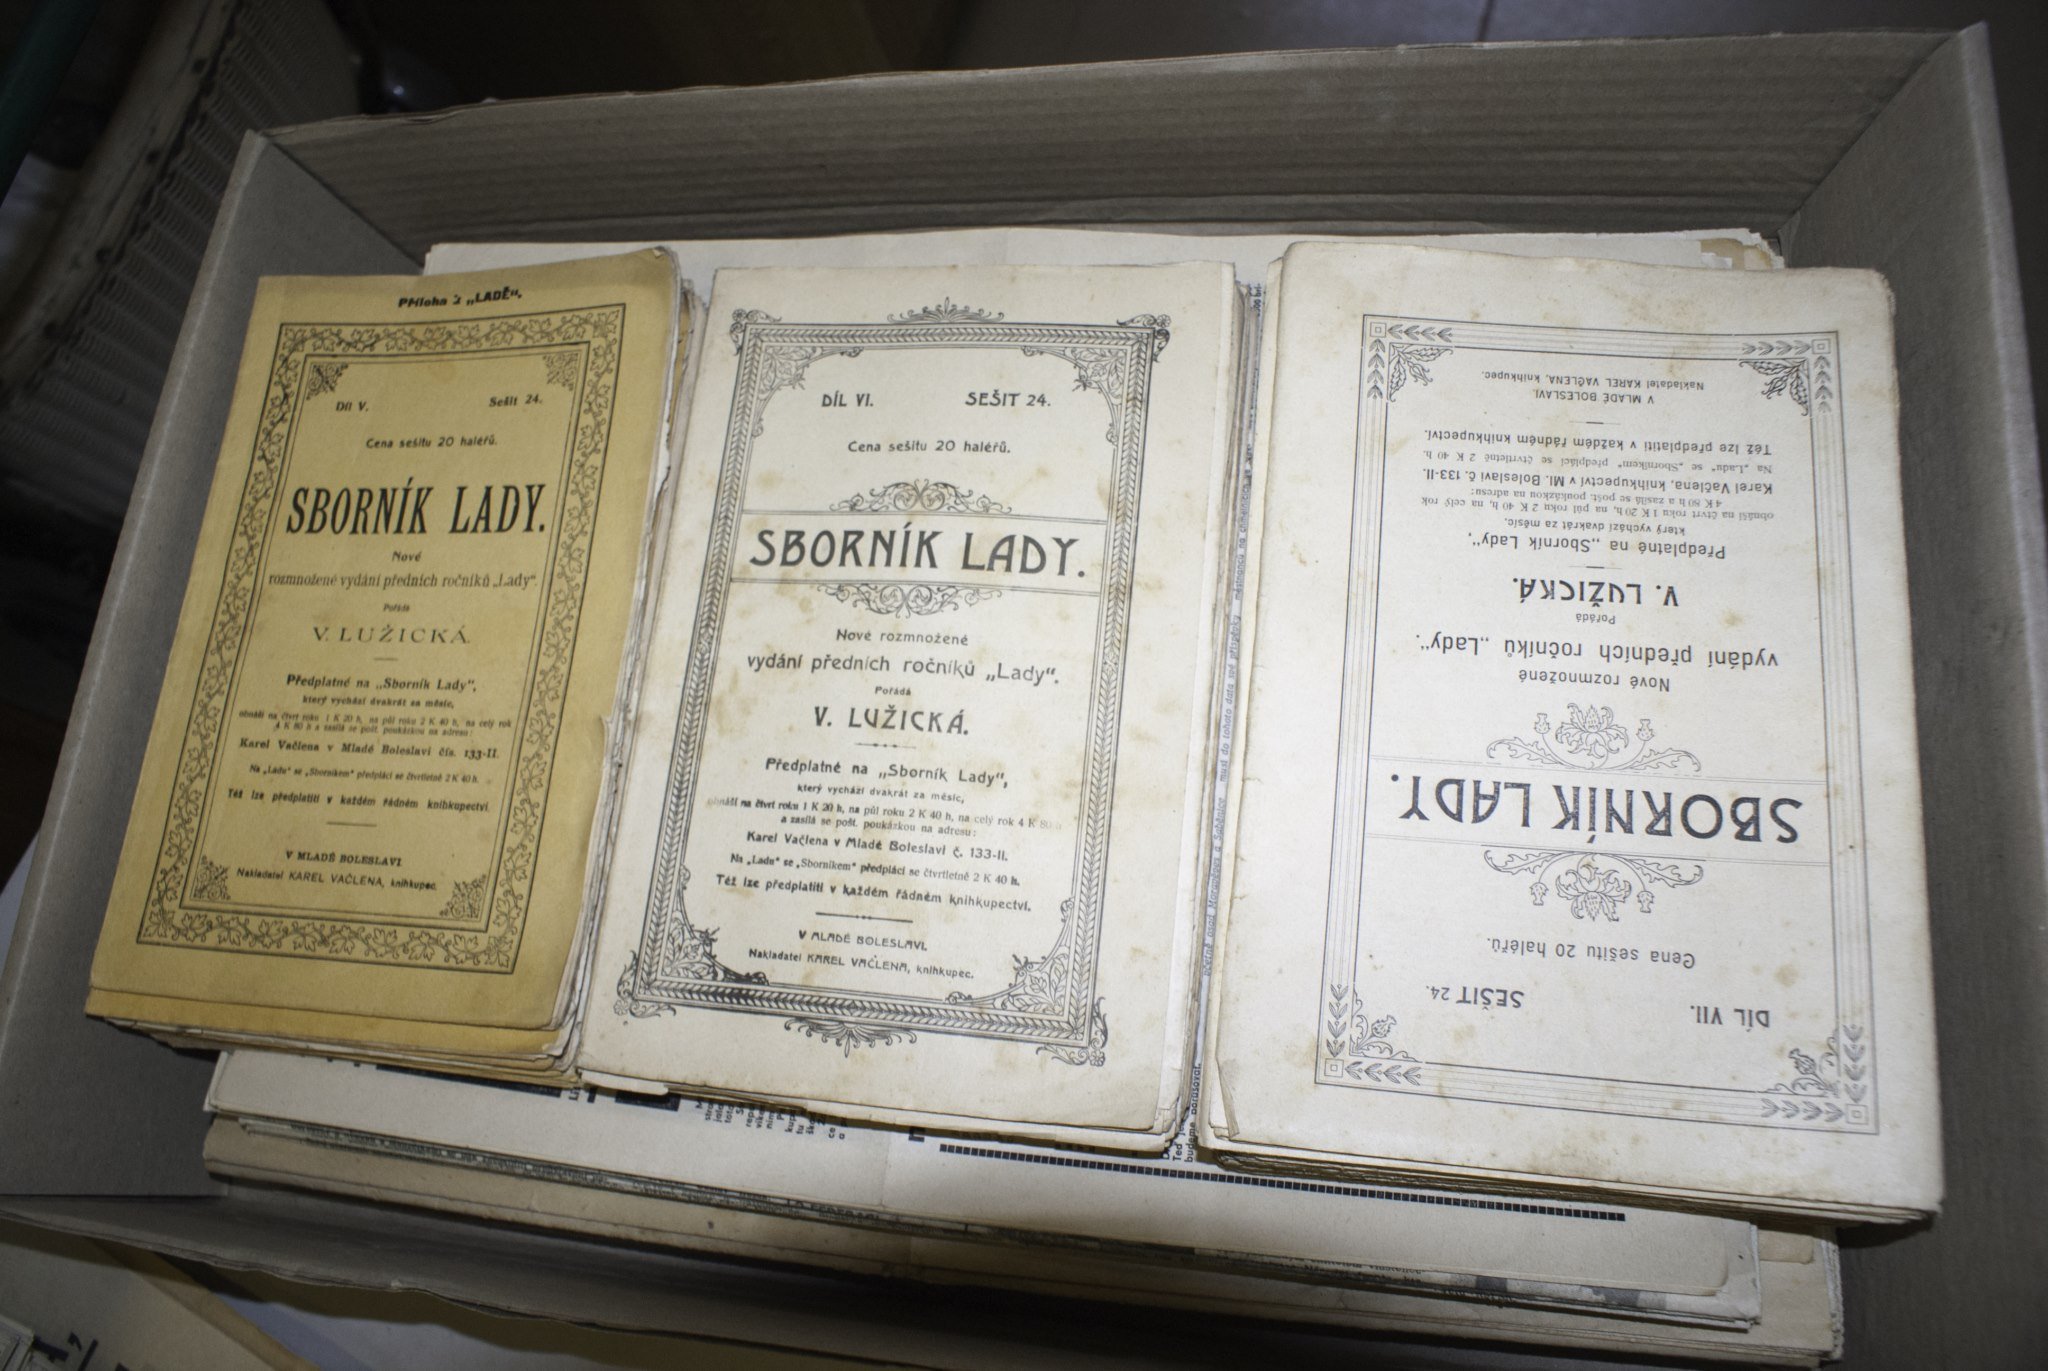 Příloha k „LADĚ“.
Díl V. Sešit 24.
Cena sešitu 20 haléřů.
SBORNÍK LADY.
Nové
rozmnožené vydání předních ročníků „Lady“.
Pořádá
V. LUŽICKÁ.
Předplatné na „Sborník Lady“,
který vychází dvakrát za měsíc,
obnáší na čtvrt roku 1 K 20 h, na půl roku 2 K 40 h, na celý rok
4 K 80 h a zasílá se pošt. poukázkou na adresu:
Karel Vačlena v Mladé Boleslavi čís. 133-II.
Na „Ladu“ se „Sborníkem“ předplácí se čtvrtletně 2 K 40 h.
Též lze předplatiti v každém řádném knihkupectví.
V MLADÉ BOLESLAVI.
Nakladatel KAREL VAČLENA, knihkupec.
DÍL VI. SEŠIT 24.
Cena sešitu 20 haléřů.
SBORNÍK LADY.
Nové rozmnožené
vydání předních ročníků „Lady“.
Pořádá
V. LUŽICKÁ.
Předplatné na „Sborník Lady“,
který vychází dvakrát za měsíc,
obnáší na čtvrt roku 1 K 20 h, na půl roku 2 K 40 h, na celý rok 4 K 80 h
a zasílá se pošt. poukázkou na adresu:
Karel Vačlena v Mladé Boleslavi č. 133-II.
Na „Ladu“ se „Sborníkem“ předplácí se čtvrtletně 2 K 40 h.
Též lze předplatiti v každém řádném knihkupectví.
V MLADÉ BOLESLAVI.
Nakladatel KAREL VAČLENA, knihkupec.
DÍL VII. SEŠIT 24.
Cena sešitu 20 haléřů.
SBORNÍK LADY.
Nové rozmnožené
vydání předních ročníků „Lady“.
Pořádá
V. LUŽICKÁ.
Předplatné na „Sborník Lady“,
který vychází dvakrát za měsíc,
obnáší na čtvrt roku 1 K 20 h, na půl roku 2 K 40 h, na celý rok
4 K 80 h a zasílá se pošt. poukázkou na adresu:
Karel Vačlena, knihkupectví v Ml. Boleslavi č. 133-II.
Na „Ladu“ se „Sborníkem“ předplácí se čtvrtletně 2 K 40 h.
Též lze předplatiti v každém řádném knihkupectví.
V MLADÉ BOLESLAVI.
Nakladatel KAREL VAČLENA, knihkupec.
budeme porušovat.